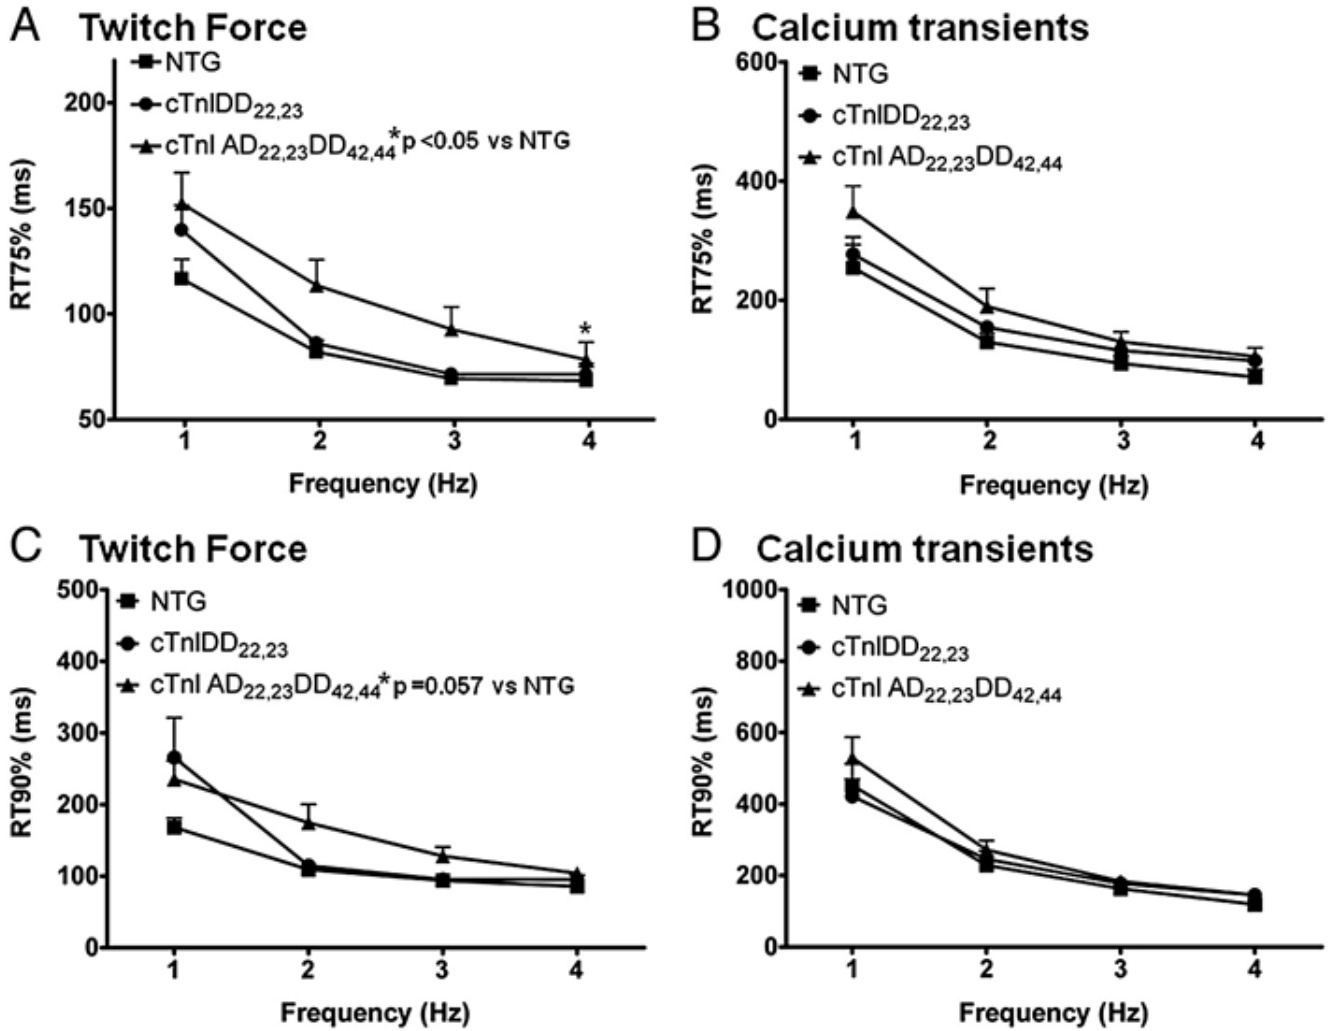 A Twitch Force
NTG
cTnIDD22,23
cTnI AD22,23DD42,44*p<0.05 vs NTG
RT75% (ms)
200
150
100
50
*
1 2 3 4
Frequency (Hz)
B Calcium transients
NTG
cTnIDD22,23
cTnI AD22,23DD42,44
RT75% (ms)
600
400
200
0
1 2 3 4
Frequency (Hz)
C Twitch Force
NTG
cTnIDD22,23
cTnI AD22,23DD42,44*p=0.057 vs NTG
RT90% (ms)
500
400
300
200
100
0
1 2 3 4
Frequency (Hz)
D Calcium transients
NTG
cTnIDD22,23
cTnI AD22,23DD42,44
RT90% (ms)
1000
800
600
400
200
0
1 2 3 4
Frequency (Hz)